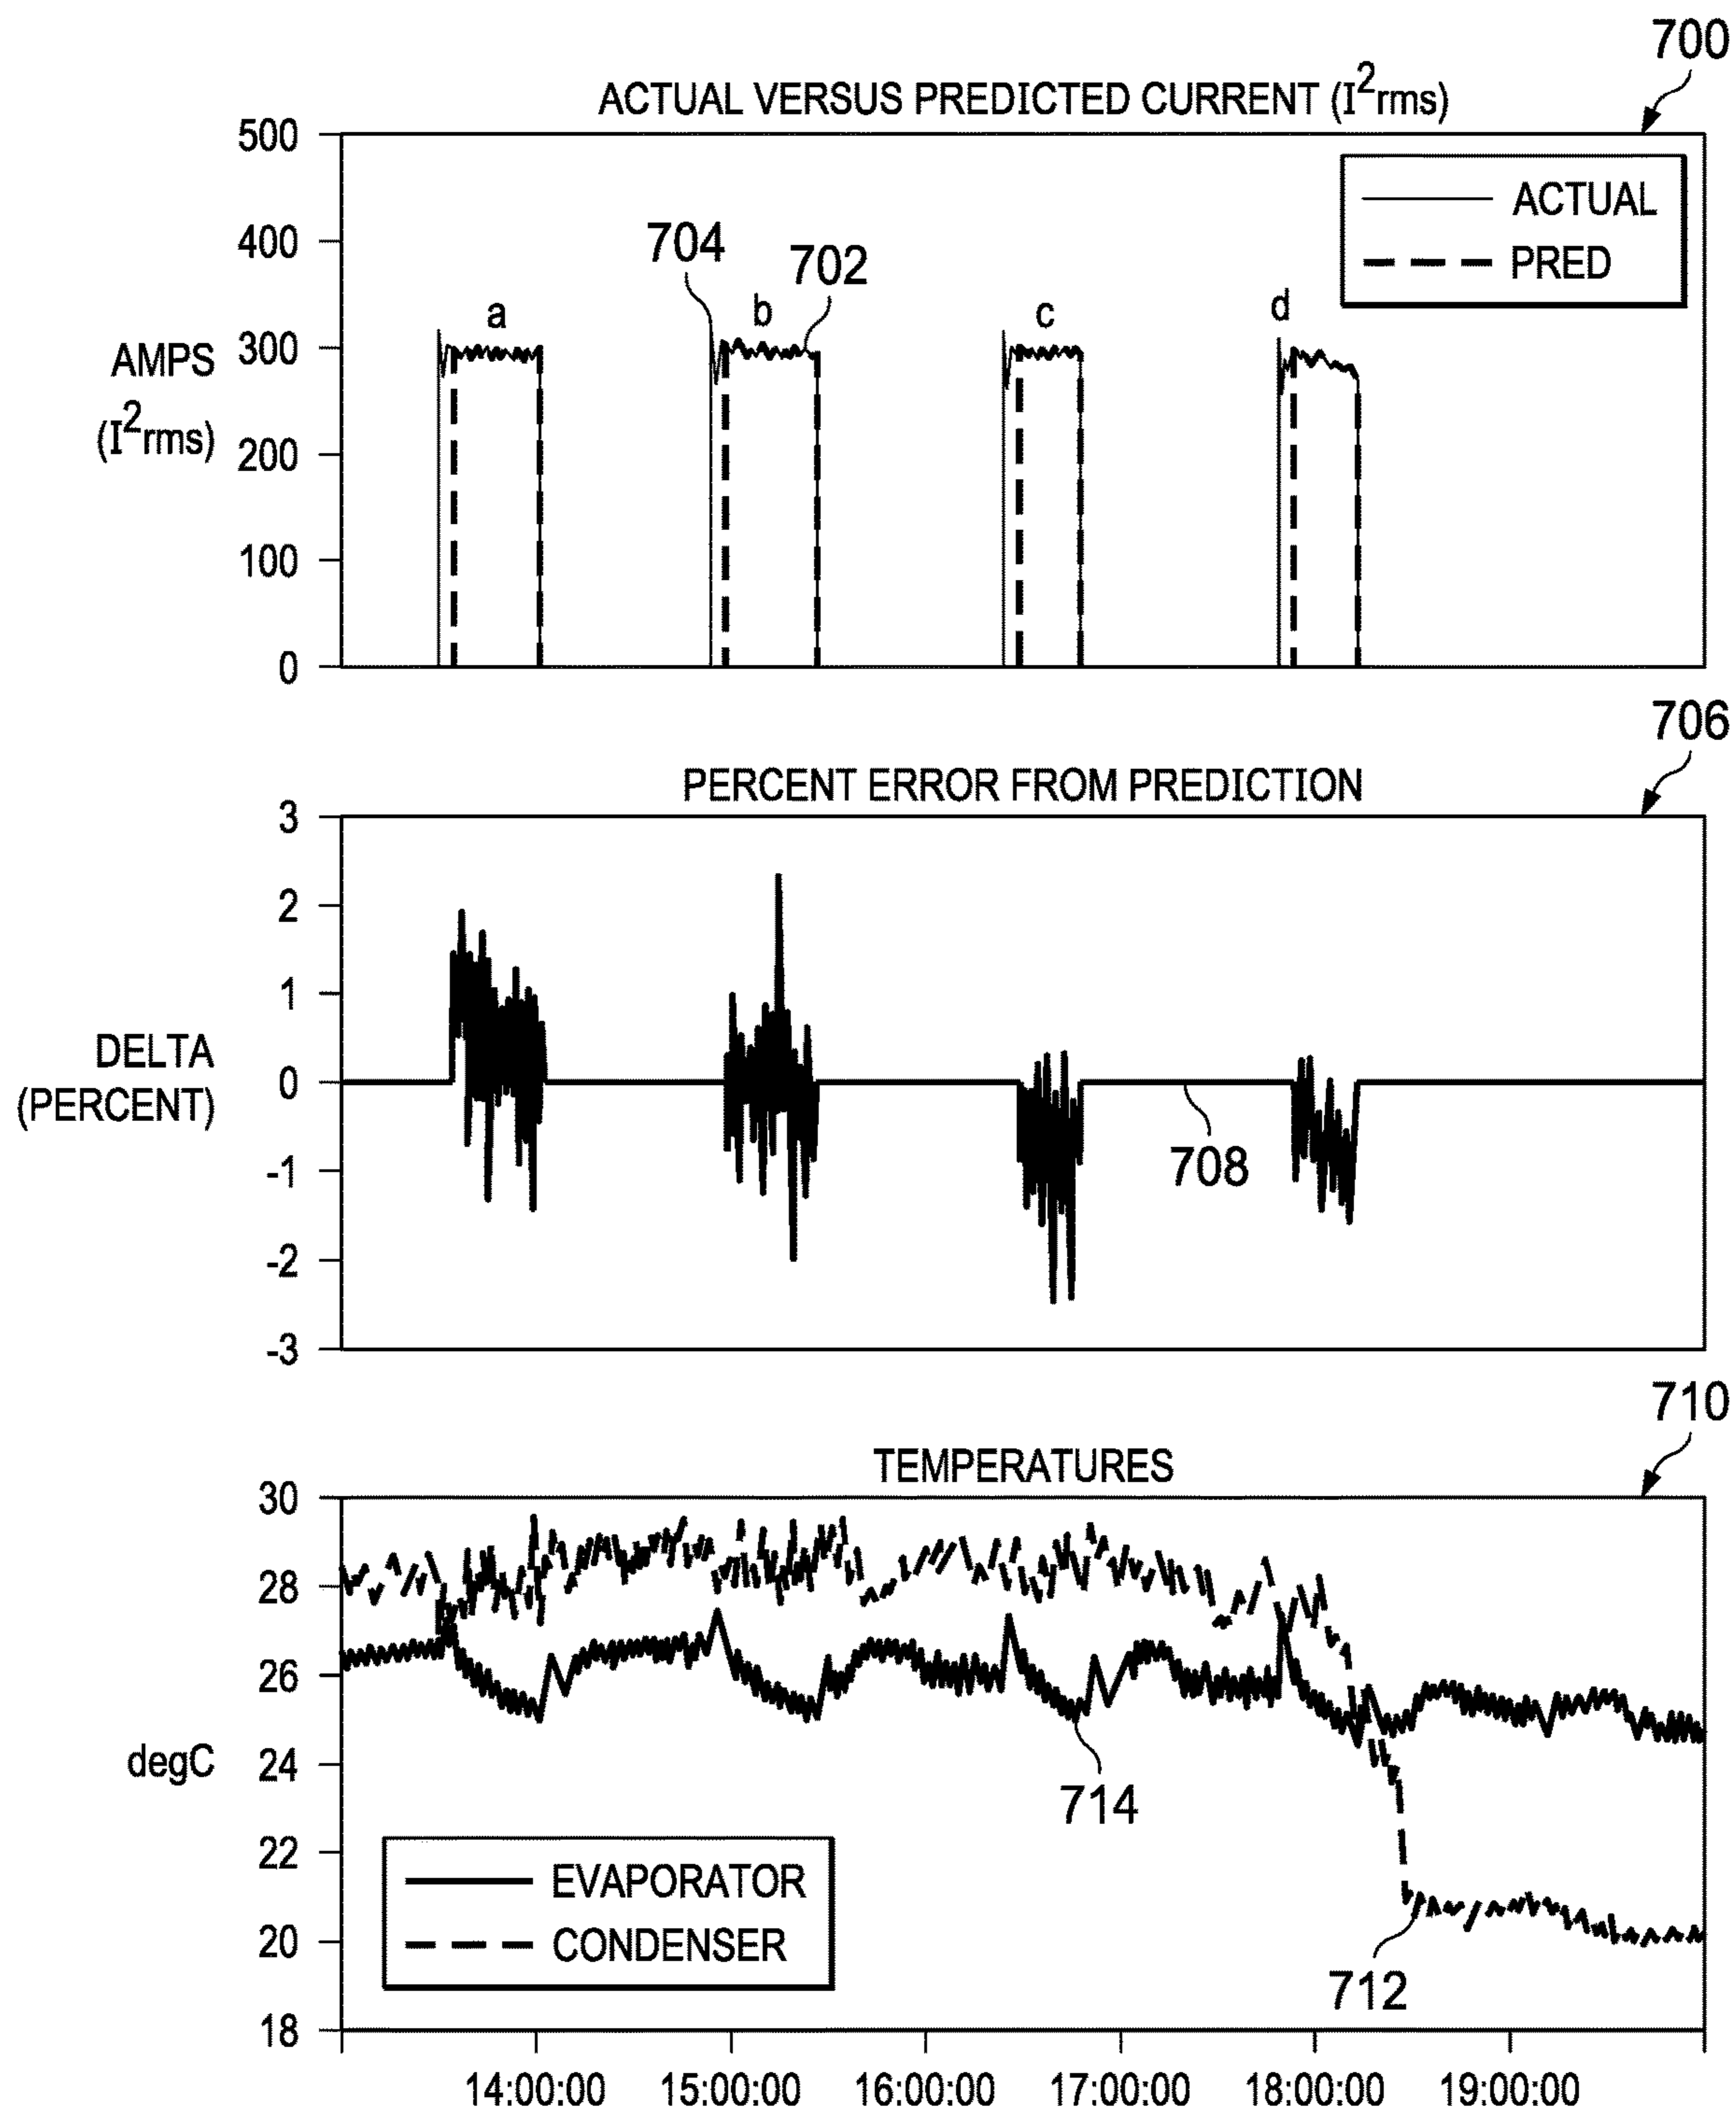 700
ACTUAL VERSUS PREDICTED CURRENT (I²rms)
500
400
300
200
100
0
AMPS
(I²rms)
ACTUAL
PRED
704
702
a
b
c
d
706
PERCENT ERROR FROM PREDICTION
3
2
1
0
-1
-2
-3
DELTA
(PERCENT)
708
710
TEMPERATURES
30
28
26
24
22
20
18
degC
714
712
EVAPORATOR
CONDENSER
14:00:00 15:00:00 16:00:00 17:00:00 18:00:00 19:00:00